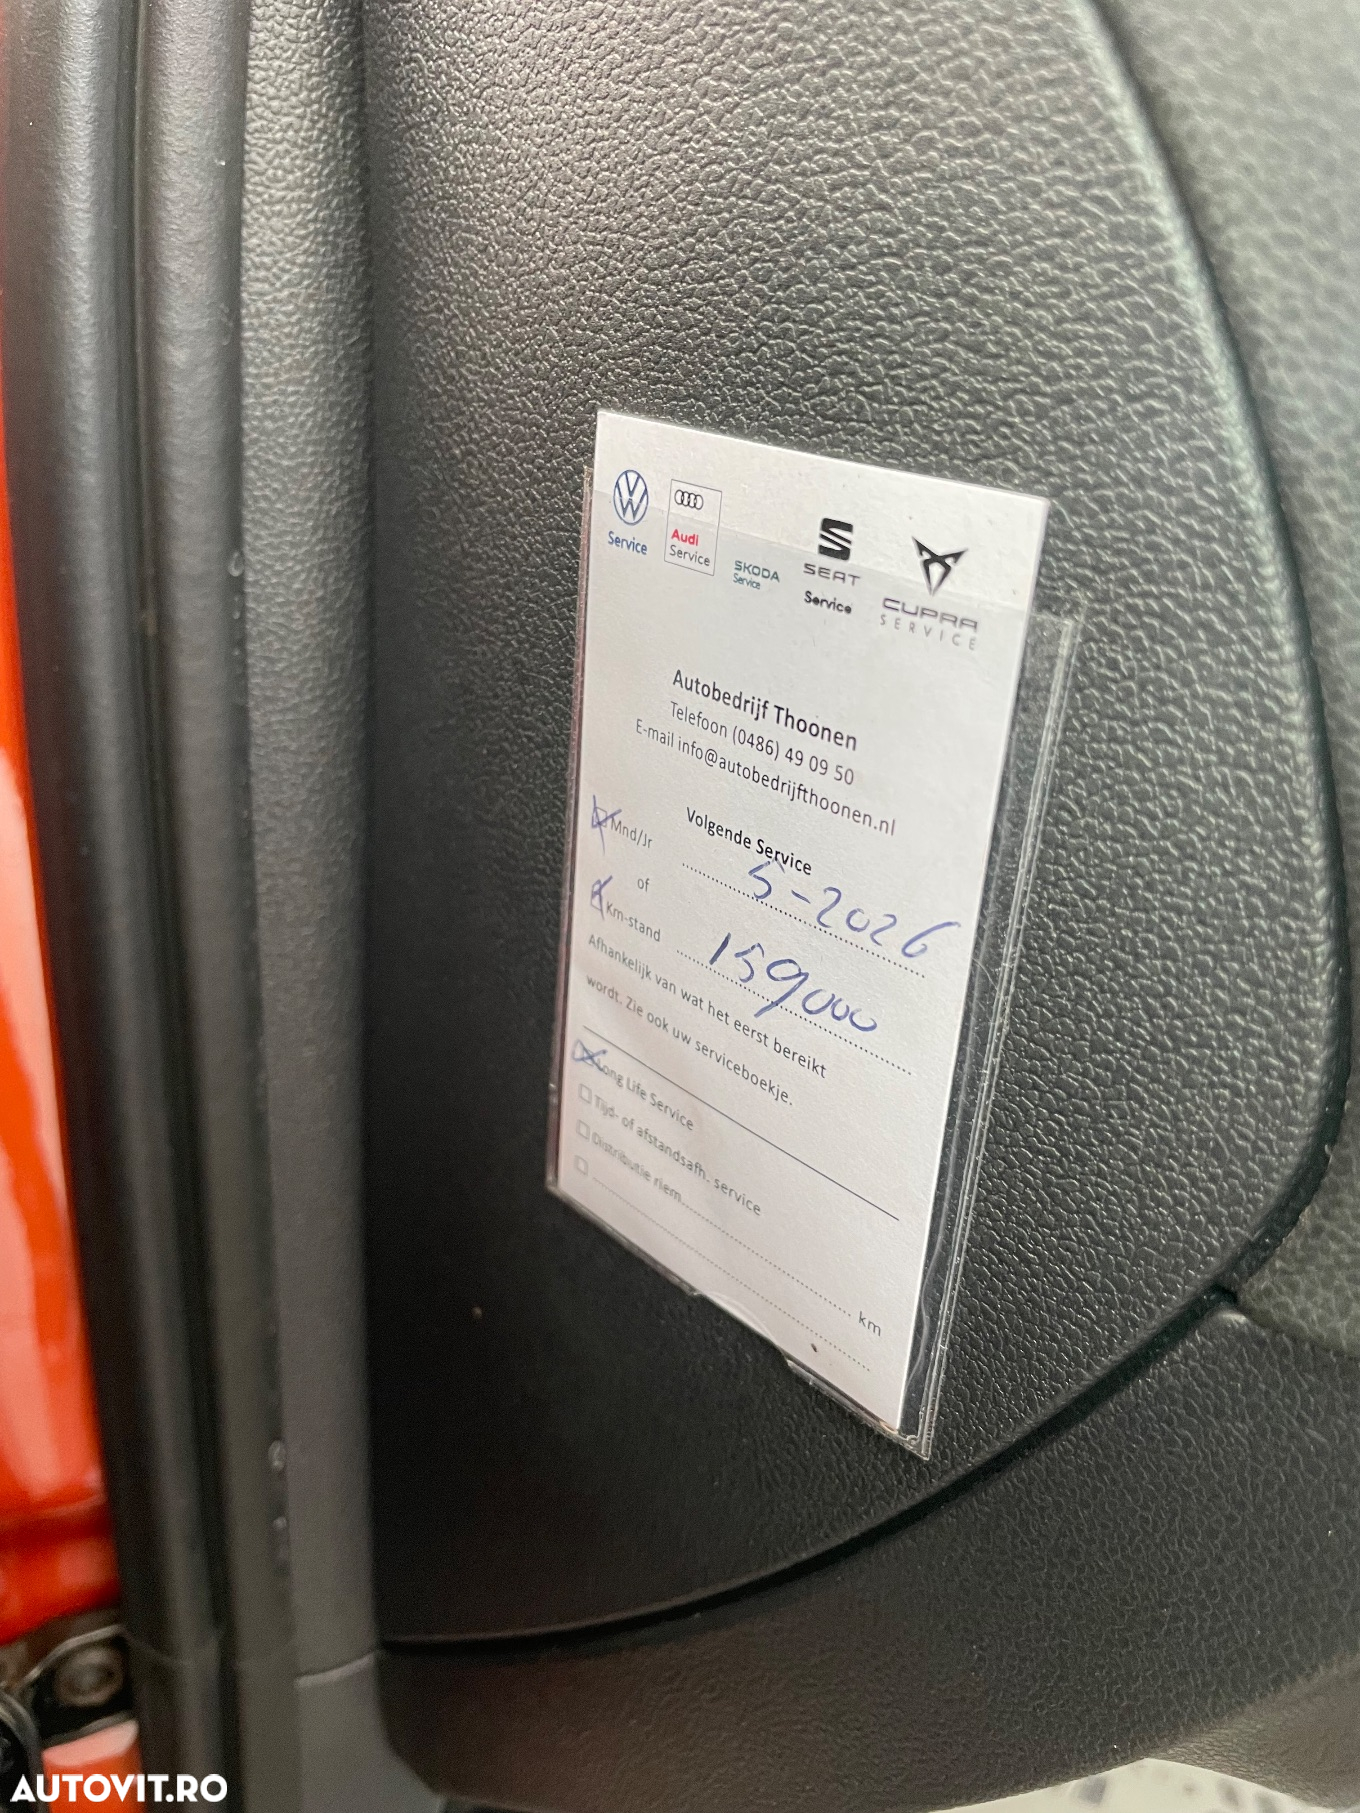 Service
Audi
Service
SKODA
Service
SEAT
Service
CUPRA
SERVICE
Autobedrijf Thoonen
Telefoon (0486) 49 09 50
E-mail info@autobedrijfthoonen.nl
Volgende Service
Mnd/Jr 5-2026
of
Km-stand 159000
Afhankelijk van wat het eerst bereikt
wordt. Zie ook uw serviceboekje.
Long Life Service
Tijd- of afstandsafh. service
Distributie riem km
AUTOVIT.RO